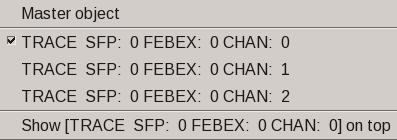 Master object
TRACE SFP: 0 FEBEX: 0 CHAN: 0
TRACE SFP: 0 FEBEX: 0 CHAN: 1
TRACE SFP: 0 FEBEX: 0 CHAN: 2
Show [TRACE SFP: 0 FEBEX: 0 CHAN: 0] on top